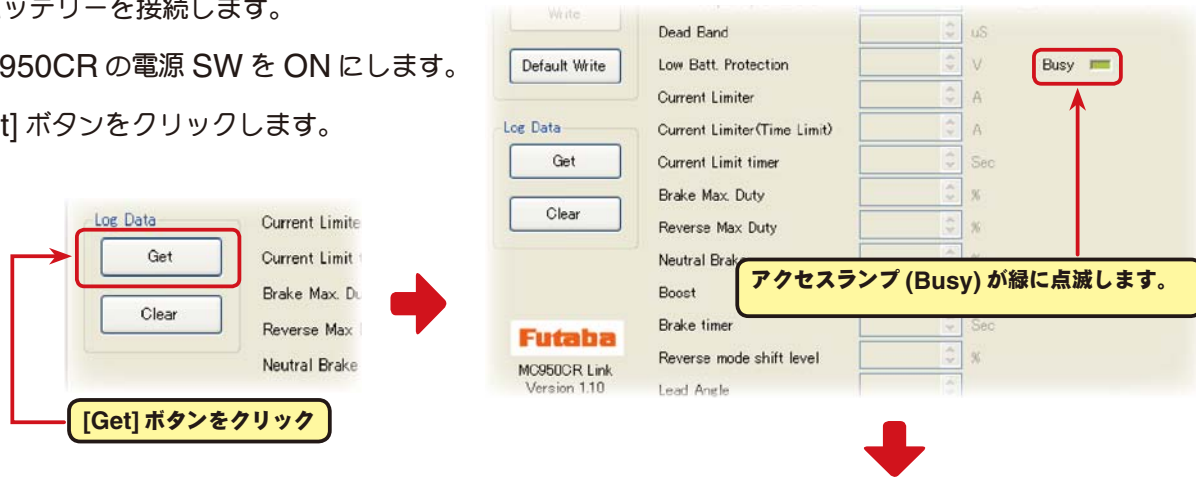 ッテリーを接続します。
950CR の電源 SW を ON にします。
t] ボタンをクリックします。
Log Data
Get
Clear
Current Limite
Current Limit
Brake Max. Du
Reverse Max
Neutral Brake
[Get] ボタンをクリック
Write
Default Write
Log Data
Get
Clear
Futaba
MC950CR Link
Version 1.10
Dead Band uS
Low Batt. Protection V
Current Limiter A
Current Limiter(Time Limit) A
Current Limit timer Sec
Brake Max. Duty %
Reverse Max Duty %
Neutral Brak
Boost
Brake timer Sec
Reverse mode shift level %
Lead Angle
Busy
アクセスランプ (Busy) が緑に点滅します。